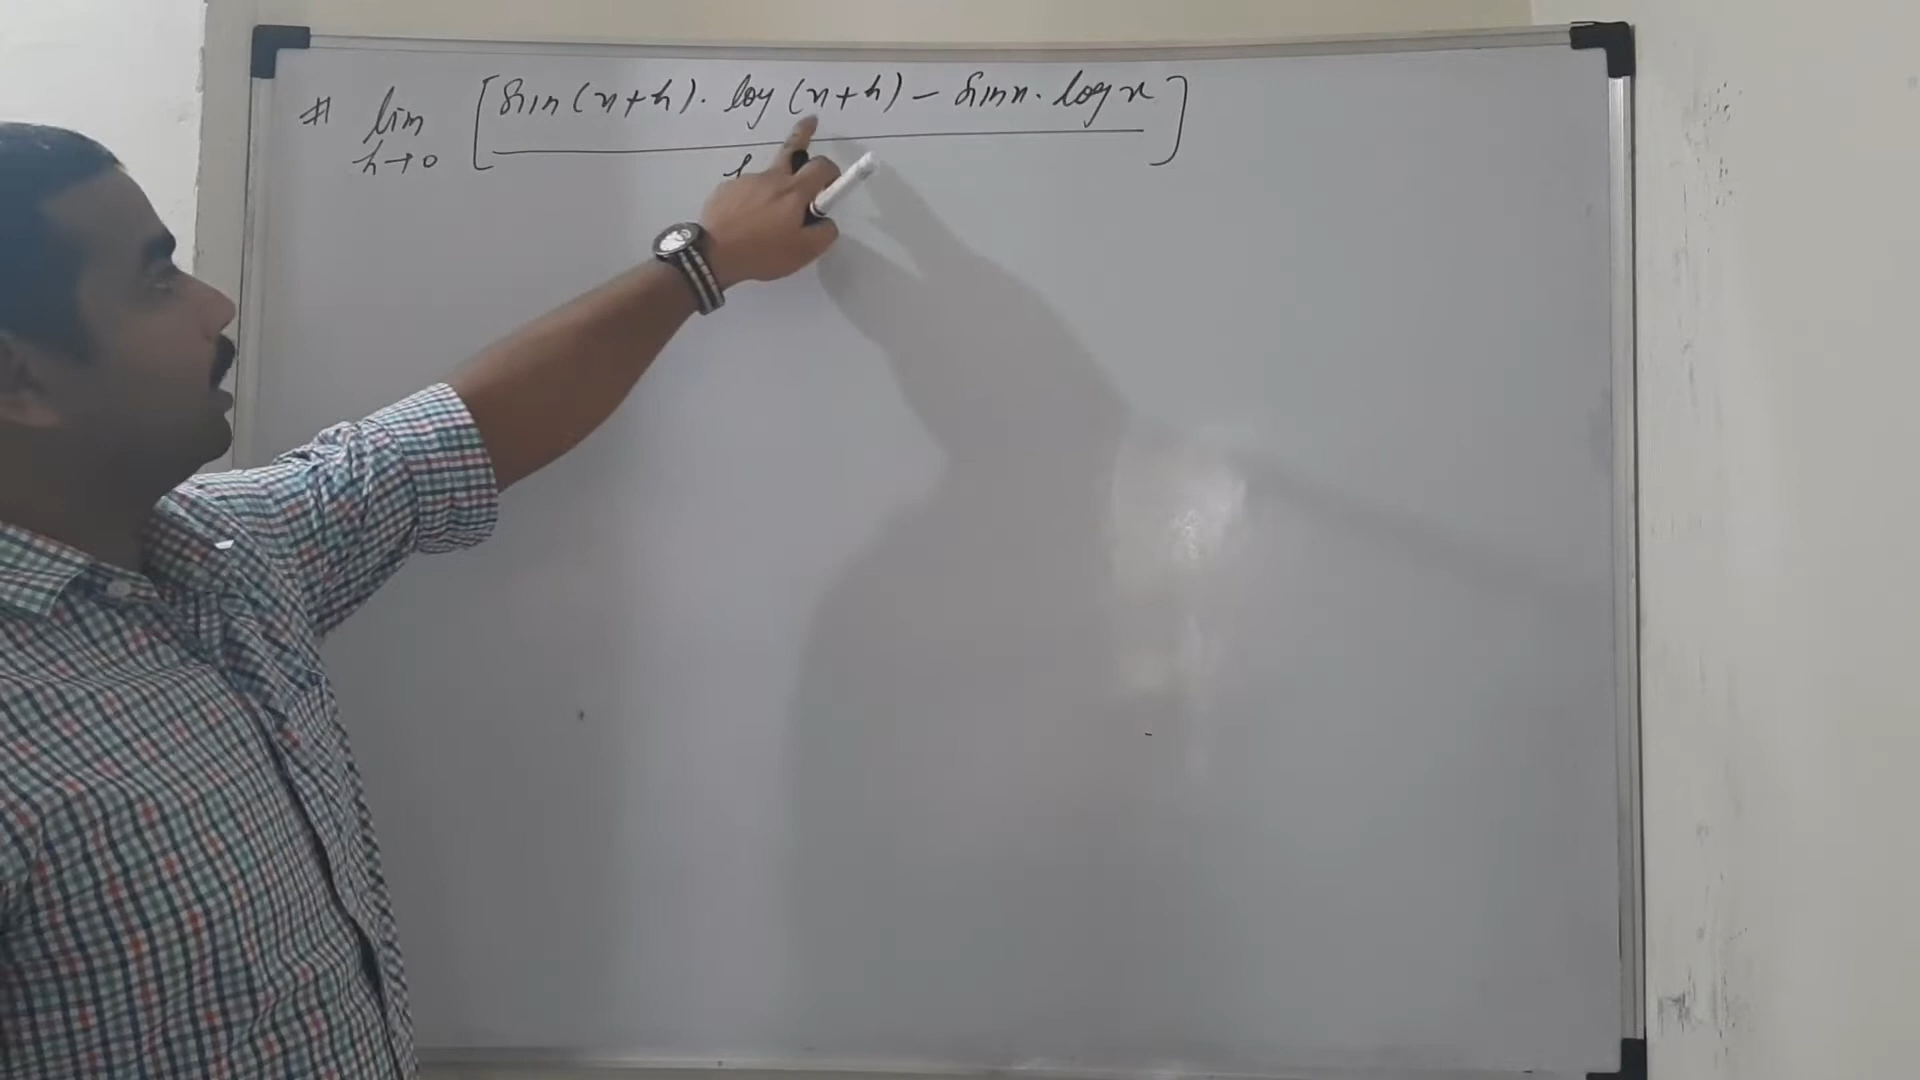 # lim [ sin (x+h) . log (x+h) - sinx . logx ]
h→0